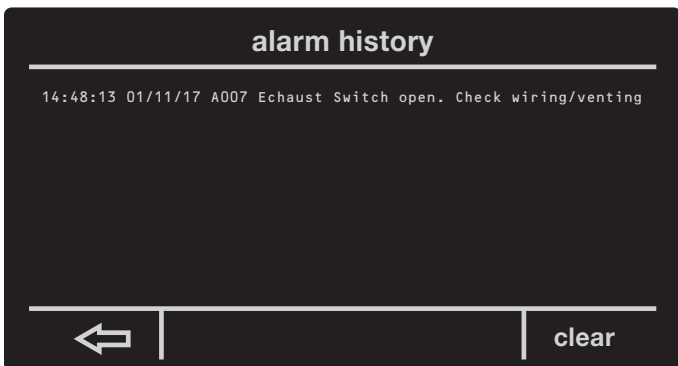 alarm history
14:48:13 01/11/17 A007 Echaust Switch open. Check wiring/venting
clear